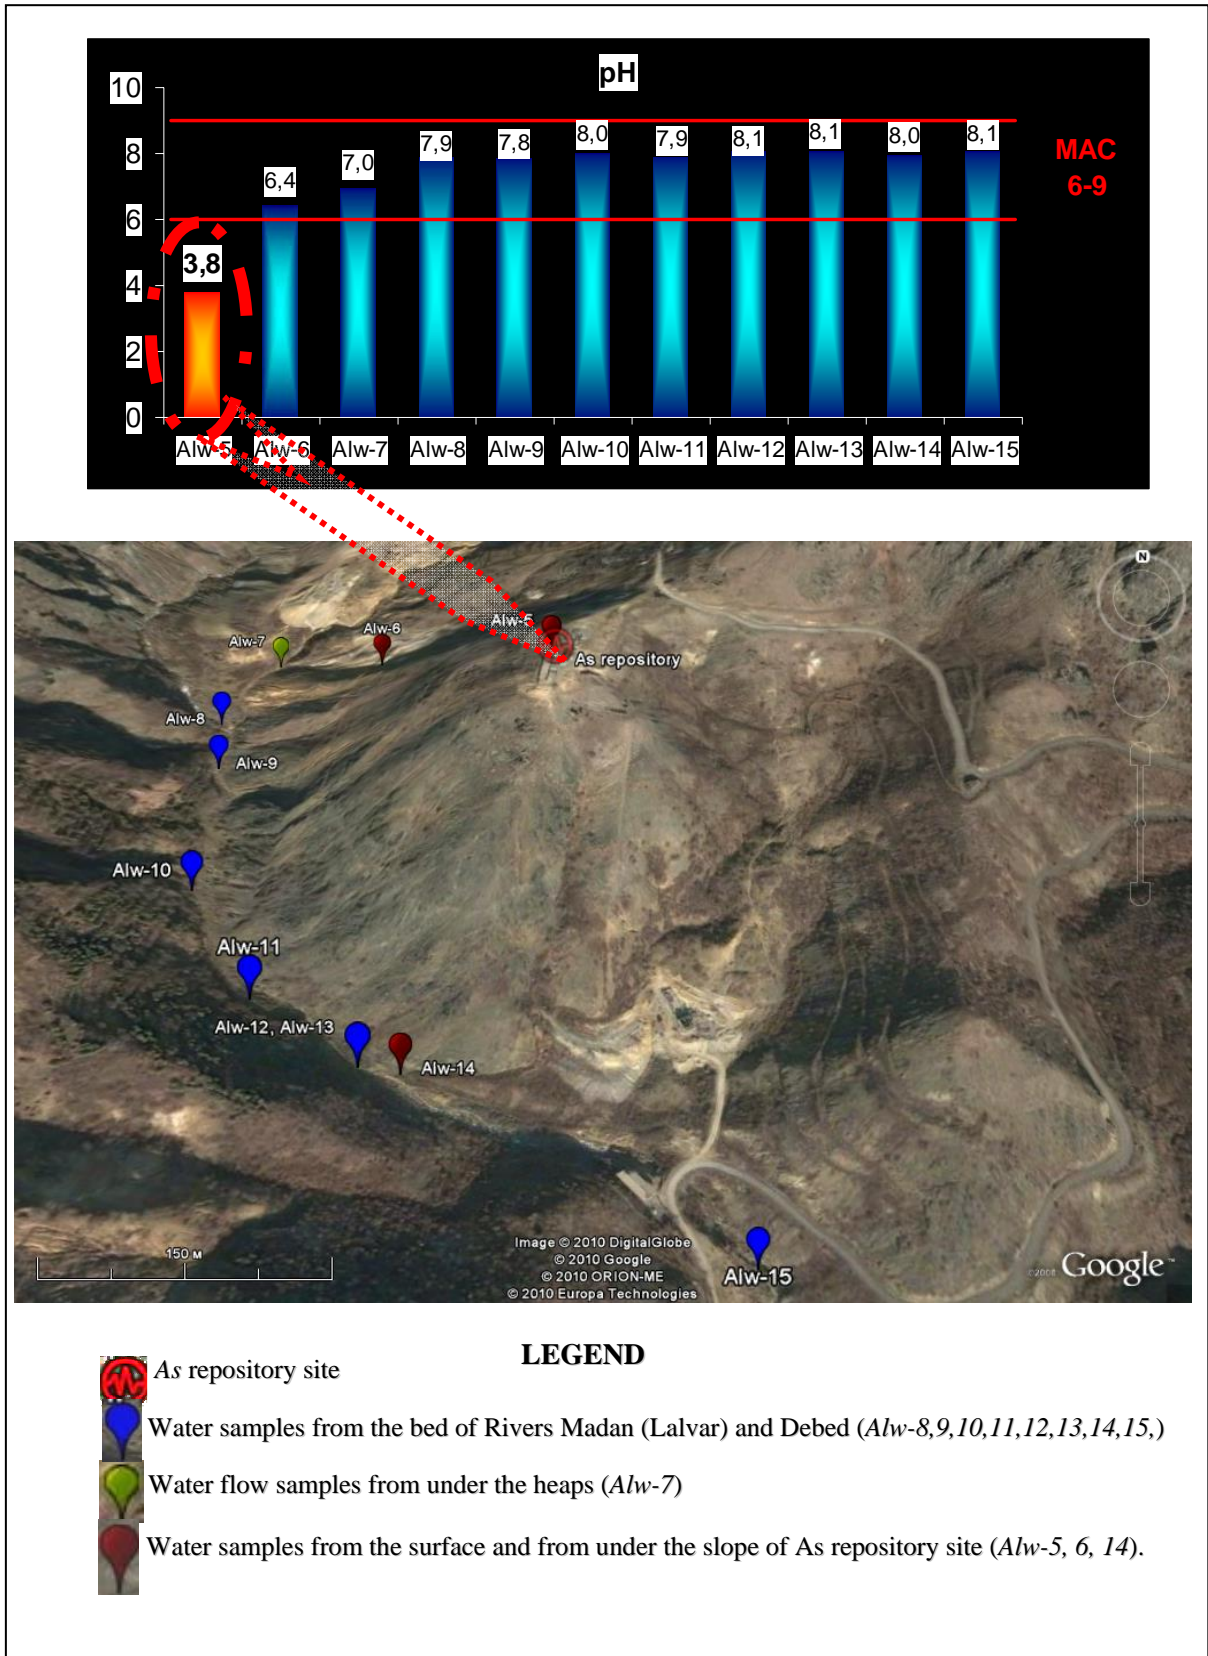 pH
10
8
6
4
2
0
3,8
6,4
7,0
7,9
7,8
8,0
7,9
8,1
8,1
8,0
8,1
MAC
6-9
Alw-5 Alw-6 Alw-7 Alw-8 Alw-9 Alw-10 Alw-11 Alw-12 Alw-13 Alw-14 Alw-15
N
Alw-5
Alw-6
Alw-7
As repository
Alw-8
Alw-9
Alw-10
Alw-11
Alw-12, Alw-13
Alw-14
150 м
Image © 2010 DigitalGlobe
© 2010 Google
© 2010 ORION-ME
© 2010 Europa Technologies
Alw-15
©2008 Google™
LEGEND
As repository site
Water samples from the bed of Rivers Madan (Lalvar) and Debed (Alw-8,9,10,11,12,13,14,15,)
Water flow samples from under the heaps (Alw-7)
Water samples from the surface and from under the slope of As repository site (Alw-5, 6, 14).